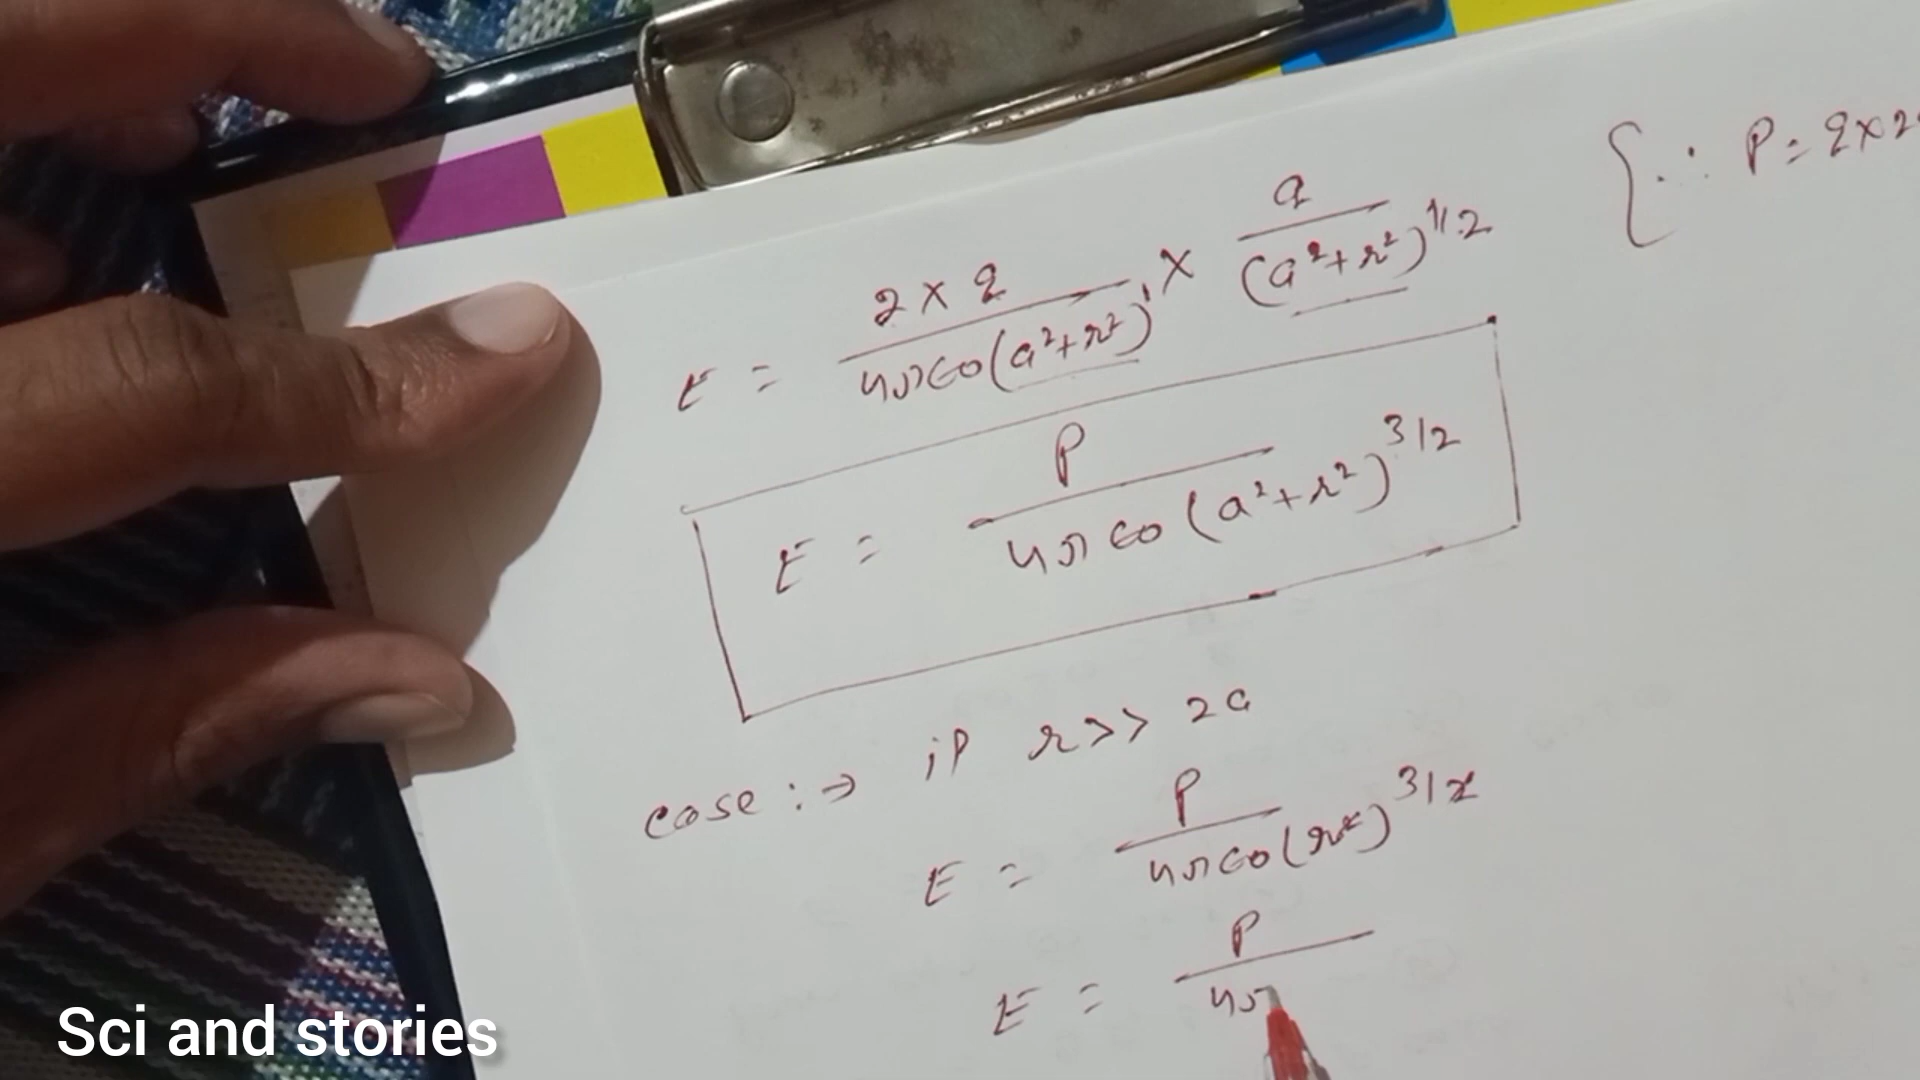 E = 2 × q / 4πε0(a²+r²)¹ × a / (a²+r²)^1/2 {∴ P = q×2
E = P / 4πε0 (a²+r²)^3/2
case :→ if r >> 2a
E = P / 4πε0(r²)^3/2
E = P / 4π
Sci and stories